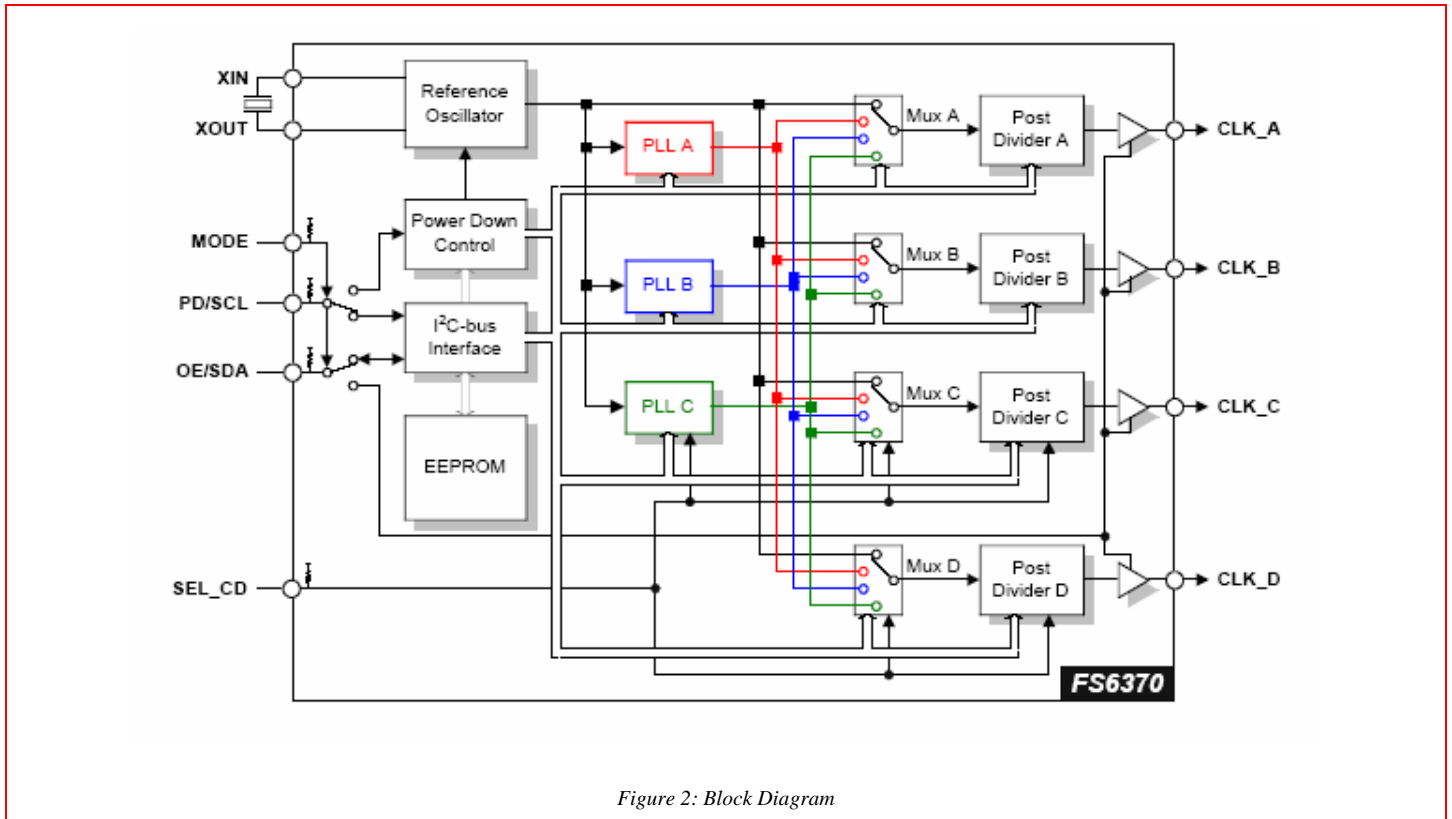 XIN
XOUT
MODE
PD/SCL
OE/SDA
SEL_CD
Reference
Oscillator
Power Down
Control
I²C-bus
Interface
EEPROM
PLL A
PLL B
PLL C
Mux A
Post
Divider A
CLK_A
Mux B
Post
Divider B
CLK_B
Mux C
Post
Divider C
CLK_C
Mux D
Post
Divider D
CLK_D
FS6370
Figure 2: Block Diagram